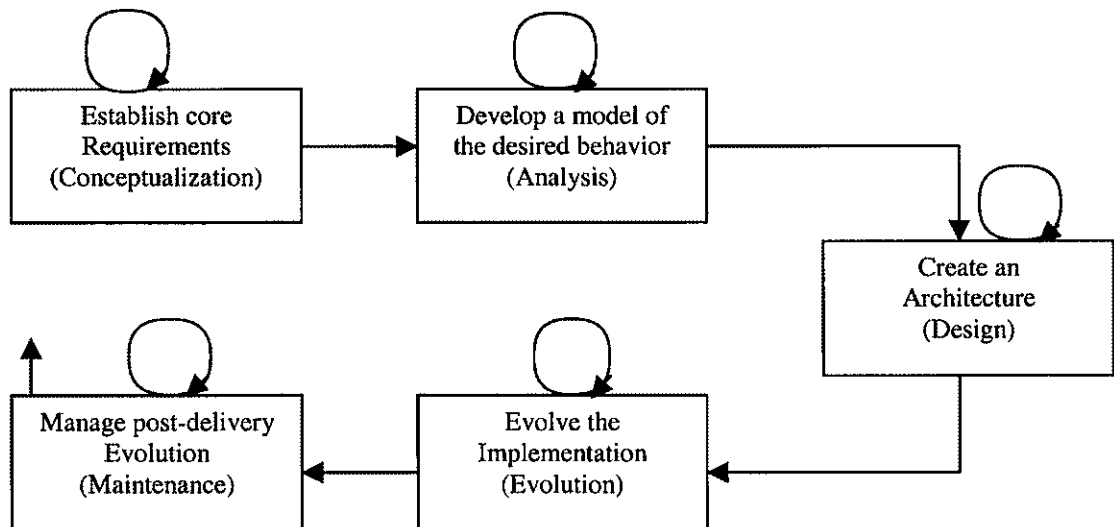 Establish core
Requirements
(Conceptualization)
Develop a model of
the desired behavior
(Analysis)
Create an
Architecture
(Design)
Manage post-delivery
Evolution
(Maintenance)
Evolve the
Implementation
(Evolution)